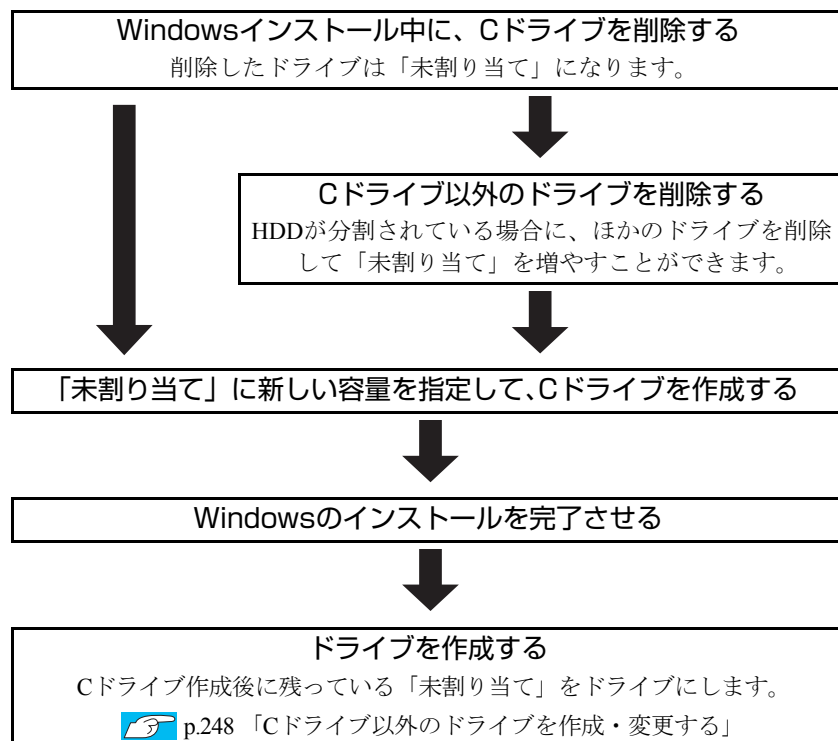 Windowsインストール中に、Cドライブを削除する
削除したドライブは「未割り当て」になります。
Cドライブ以外のドライブを削除する
HDDが分割されている場合に、ほかのドライブを削除
して「未割り当て」を増やすことができます。
「未割り当て」に新しい容量を指定して、Cドライブを作成する
Windowsのインストールを完了させる
ドライブを作成する
Cドライブ作成後に残っている「未割り当て」をドライブにします。
p.248 「Cドライブ以外のドライブを作成・変更する」